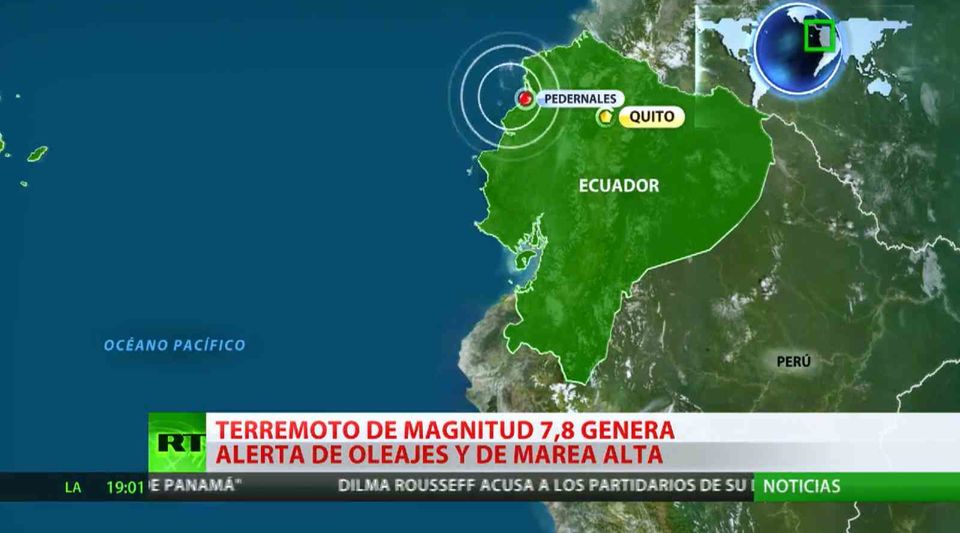 PEDERNALES
QUITO
ECUADOR
OCÉANO PACÍFICO
PERÚ
RT
TERREMOTO DE MAGNITUD 7,8 GENERA
ALERTA DE OLEAJES Y DE MAREA ALTA
LA 19:01 DE PANAMÁ" DILMA ROUSSEFF ACUSA A LOS PARTIDARIOS DE SU NOTICIAS